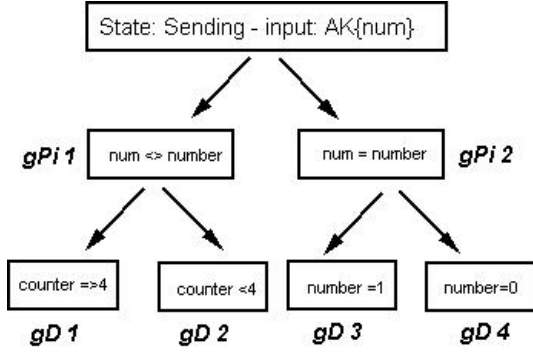 State: Sending - input: AK{num}
gPi 1
num <> number
num = number
gPi 2
counter =>4
counter <4
number =1
number=0
gD 1
gD 2
gD 3
gD 4